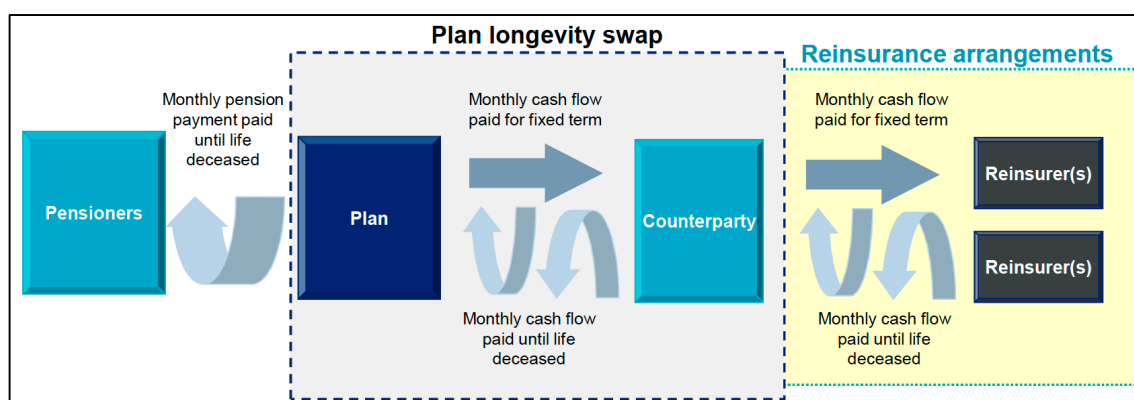 Plan longevity swap
Reinsurance arrangements
Monthly pension
payment paid
until life
deceased
Monthly cash flow
paid for fixed term
Monthly cash flow
paid for fixed term
Pensioners
Plan
Counterparty
Reinsurer(s)
Reinsurer(s)
Monthly cash flow
paid until life
deceased
Monthly cash flow
paid until life
deceased